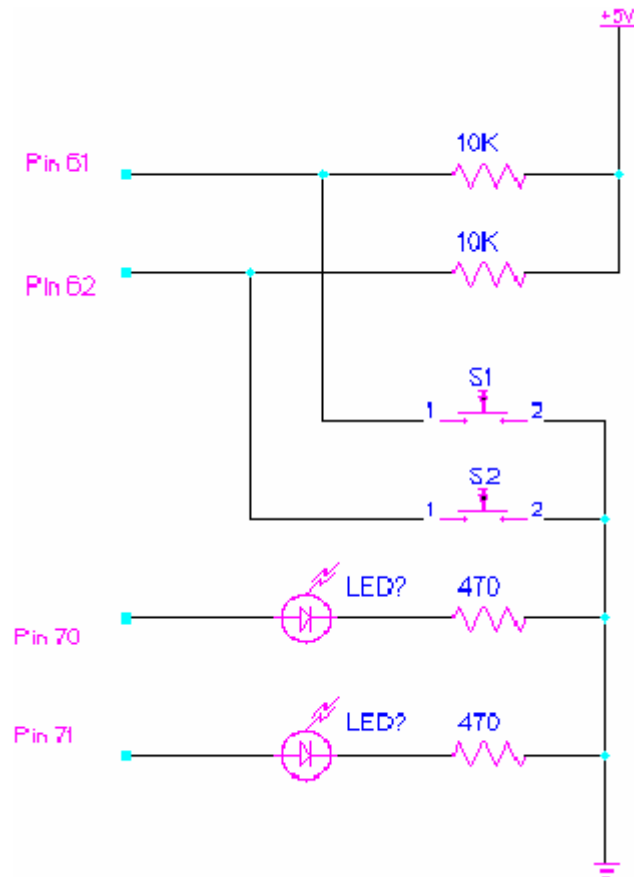 +5V
10K
Pin 61
10K
Pin 62
S1
1 2
S2
1 2
LED? 470
Pin 70
LED? 470
Pin 71